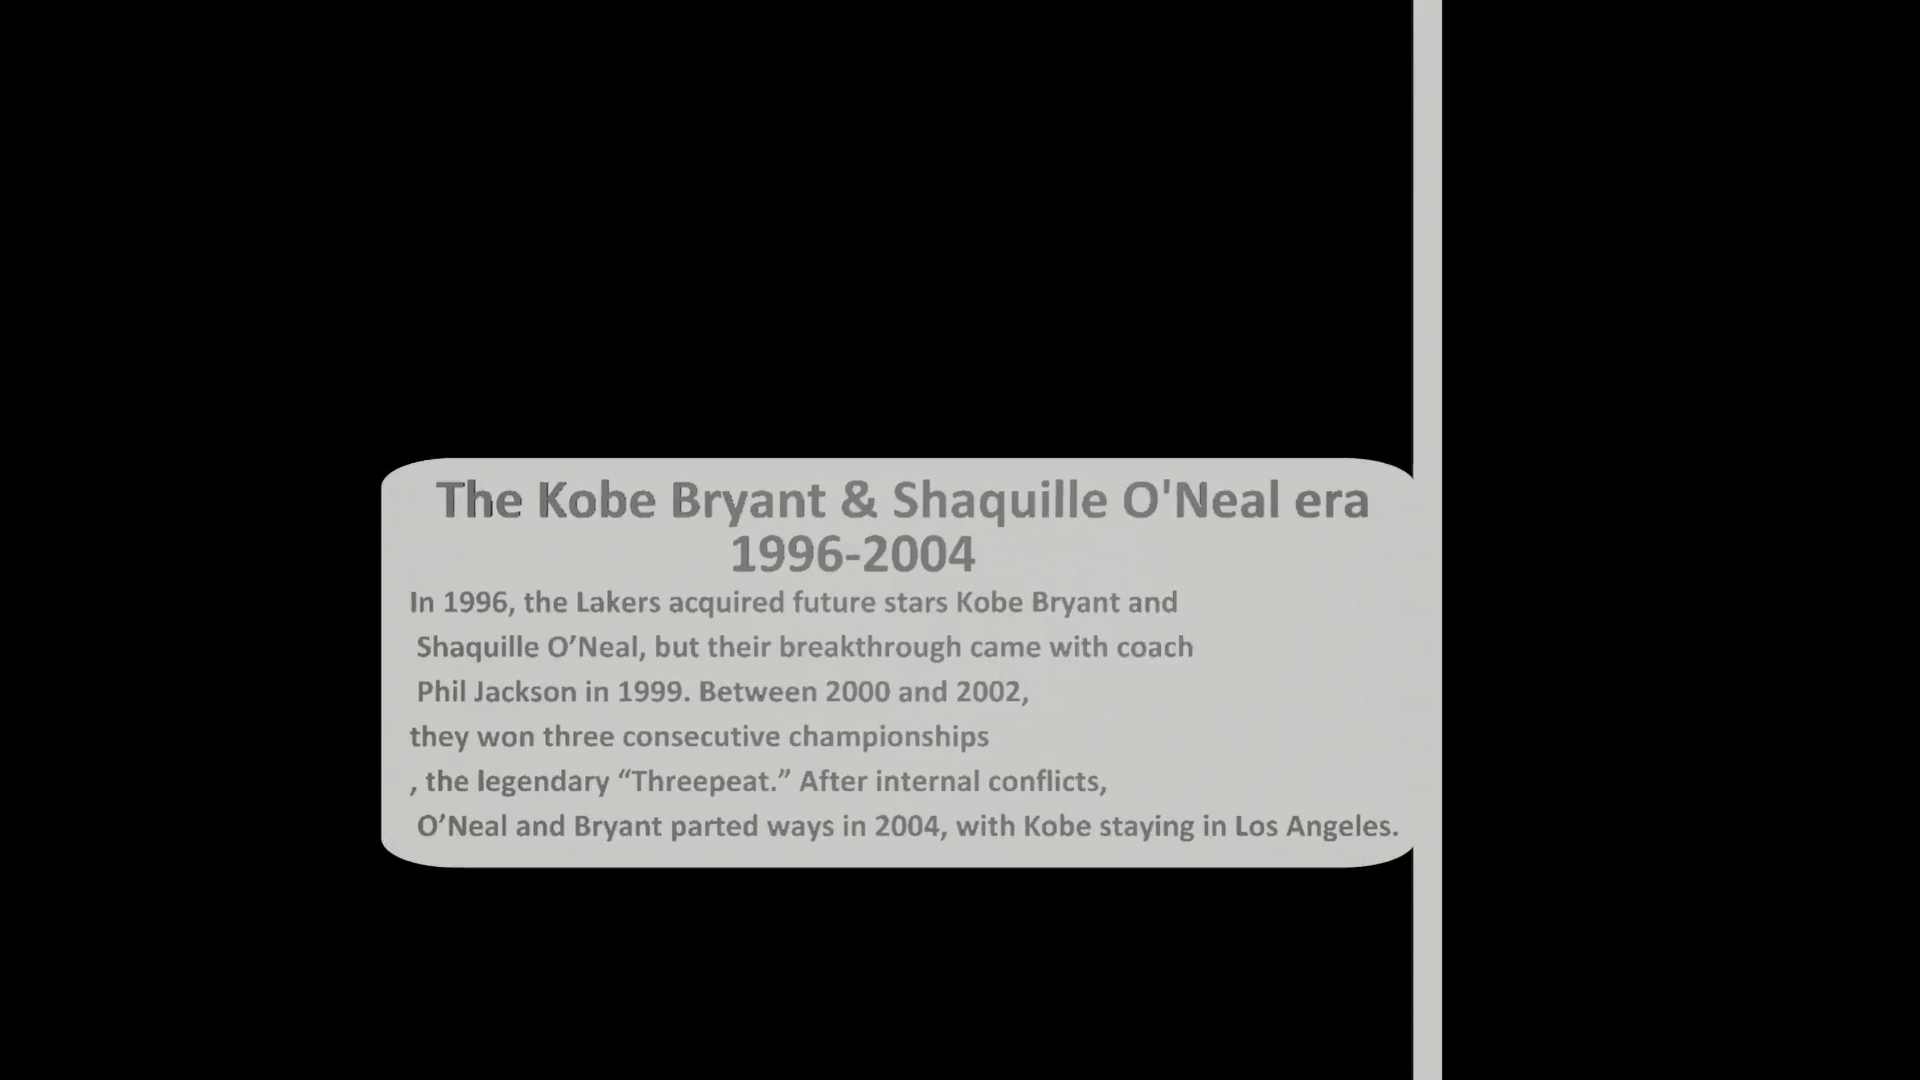 The Kobe Bryant & Shaquille O'Neal era
1996-2004
In 1996, the Lakers acquired future stars Kobe Bryant and
Shaquille O’Neal, but their breakthrough came with coach
Phil Jackson in 1999. Between 2000 and 2002,
they won three consecutive championships
, the legendary “Threepeat.” After internal conflicts,
O’Neal and Bryant parted ways in 2004, with Kobe staying in Los Angeles.